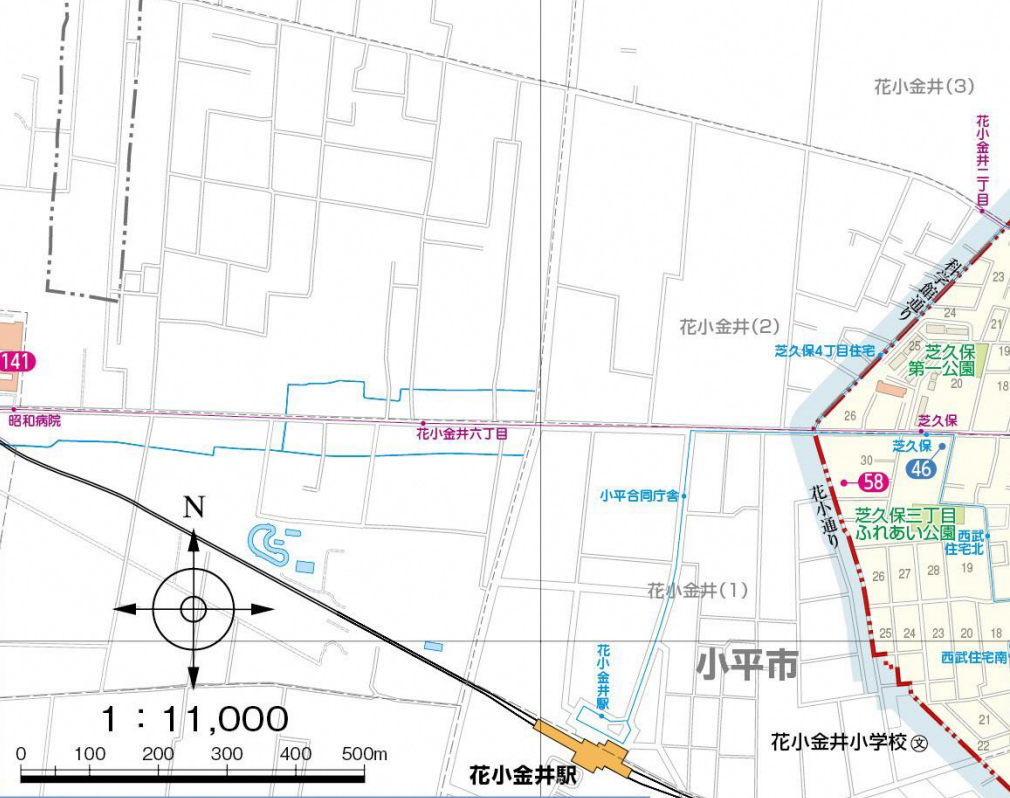 花小金井(3)
花小金井二丁目
科学館通り
23
24
21
25
19
花小金井(2)
芝久保4丁目住宅
芝久保
第一公園
20
18
141
26
昭和病院
花小金井六丁目
芝久保
芝久保
30
46
58
小平合同庁舎
花小通り
芝久保三丁目
ふれあい公園
西武
住宅北
N
26
27
28
19
花小金井(1)
25
24
23
20
18
花小金井駅
小平市
西武住宅南
1：11,000
21
22
花小金井小学校
文
0 100 200 300 400 500m
花小金井駅